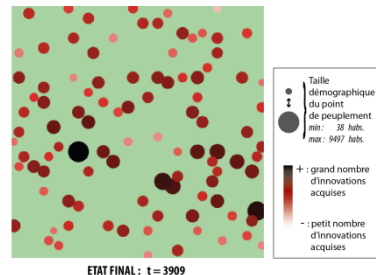 Taille
démographique
du point
de peuplement
min : 38 habs.
max : 9497 habs.
+ : grand nombre
d'innovations
acquises
- : petit nombre
d'innovations
acquises
ETAT FINAL : t = 3909